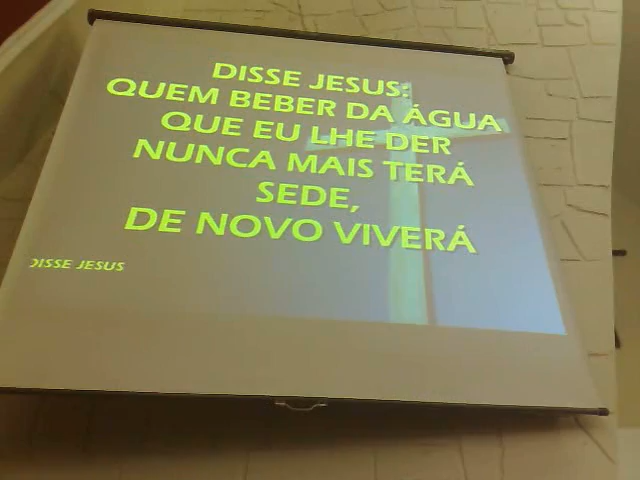 DISSE JESUS:
QUEM BEBER DA ÁGUA
QUE EU LHE DER
NUNCA MAIS TERÁ
SEDE,
DE NOVO VIVERÁ
DISSE JESUS